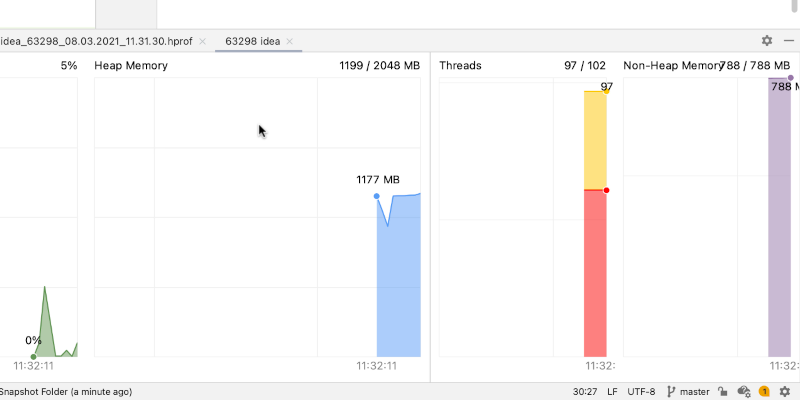 idea_63298_08.03.2021_11.31.30.hprof
63298 idea
5%
Heap Memory
1199 / 2048 MB
Threads
97 / 102
Non-Heap Memory
788 / 788 MB
97
788 M
1177 MB
0%
11:32:11
11:32:11
11:32:
11:32:
Snapshot Folder (a minute ago)
30:27
LF
UTF-8
master
1